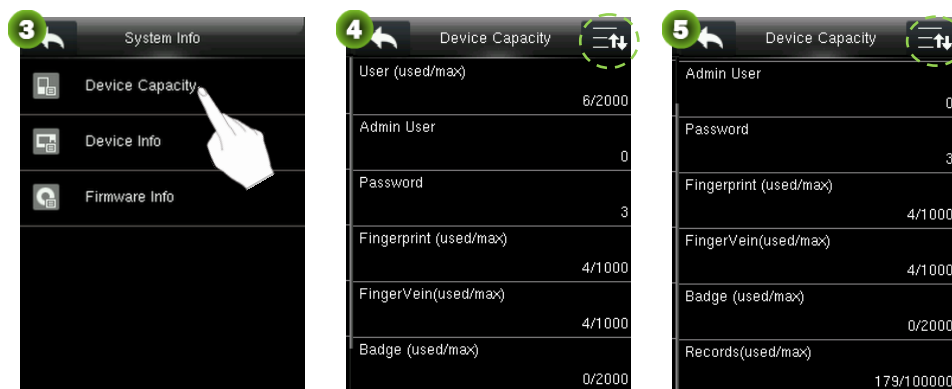 3
System Info
Device Capacity
Device Info
Firmware Info
4
Device Capacity
User (used/max)
6/2000
Admin User
0
Password
3
Fingerprint (used/max)
4/1000
FingerVein(used/max)
4/1000
Badge (used/max)
0/2000
5
Device Capacity
Admin User
0
Password
3
Fingerprint (used/max)
4/1000
FingerVein(used/max)
4/1000
Badge (used/max)
0/2000
Records(used/max)
179/100000